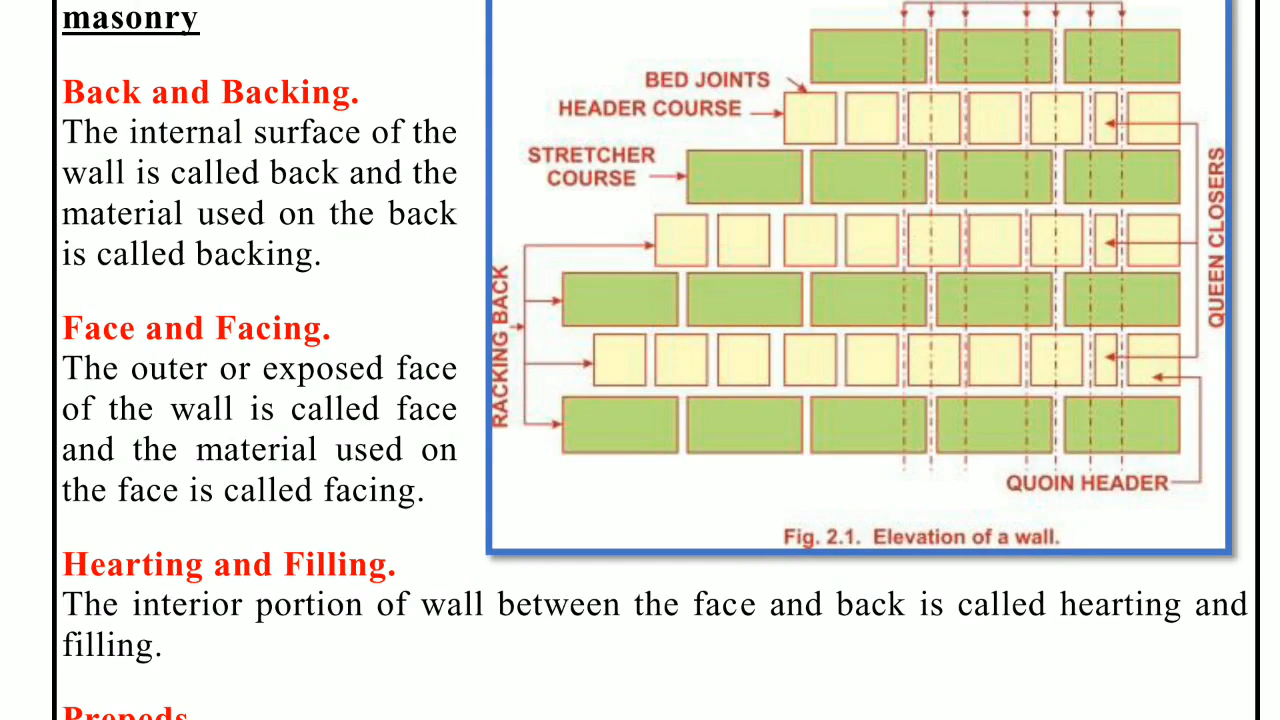 masonry
Back and Backing.
The internal surface of the
wall is called back and the
material used on the back
is called backing.
Face and Facing.
The outer or exposed face
of the wall is called face
and the material used on
the face is called facing.
BED JOINTS
HEADER COURSE
STRETCHER
COURSE
RACKING BACK
QUEEN CLOSERS
QUOIN HEADER
Fig. 2.1. Elevation of a wall.
Hearting and Filling.
The interior portion of wall between the face and back is called hearting and
filling.
Prepeds